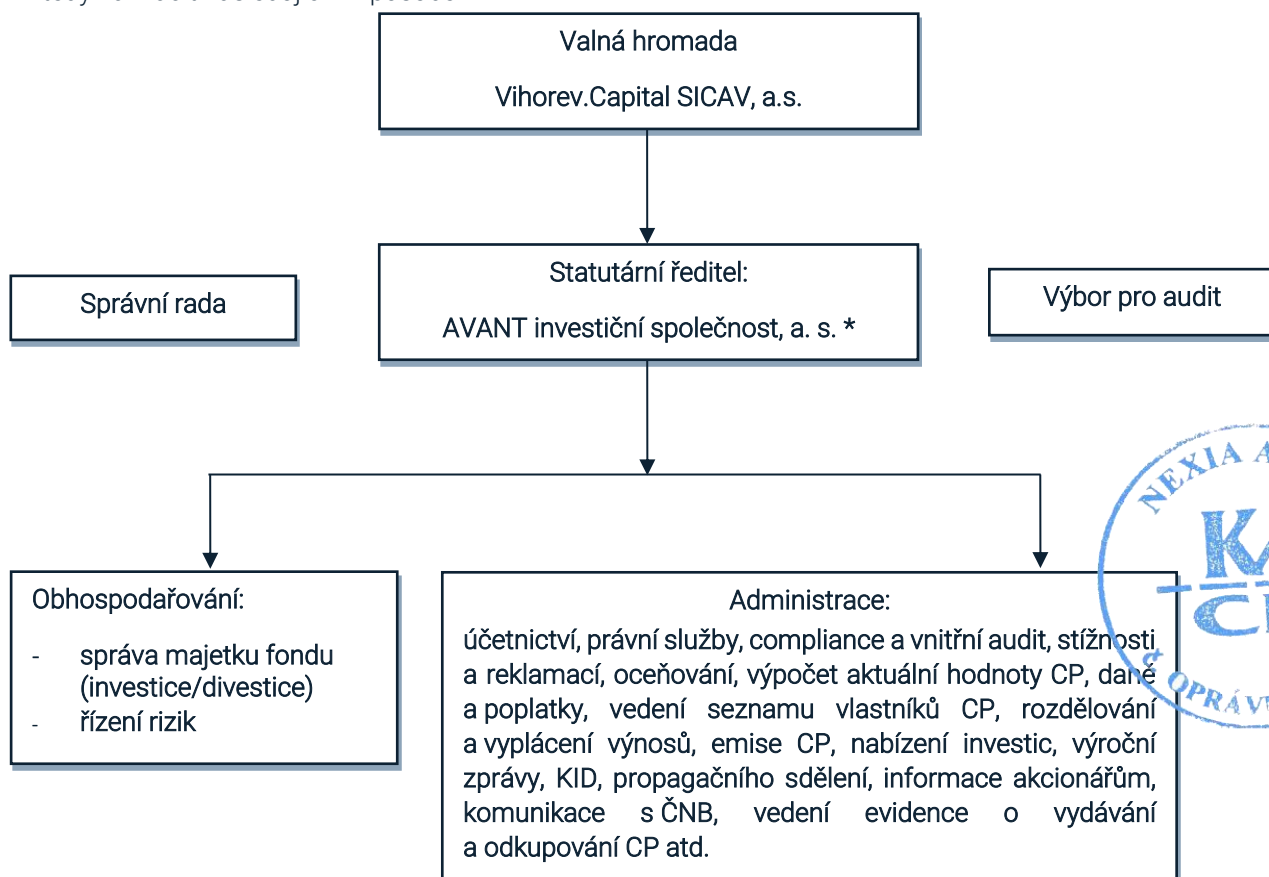 Valná hromada
Vihorev.Capital SICAV, a.s.
Statutární ředitel:
AVANT investiční společnost, a. s. *
Správní rada
Výbor pro audit
Obhospodařování:
- správa majetku fondu
(investice/divestice)
- řízení rizik
Administrace:
účetnictví, právní služby, compliance a vnitřní audit, stížnosti
a reklamací, oceňování, výpočet aktuální hodnoty CP, daně
a poplatky, vedení seznamu vlastníků CP, rozdělování
a vyplácení výnosů, emise CP, nabízení investic, výroční
zprávy, KID, propagačního sdělení, informace akcionářům,
komunikace s ČNB, vedení evidence o vydávání
a odkupování CP atd.
NEXIA